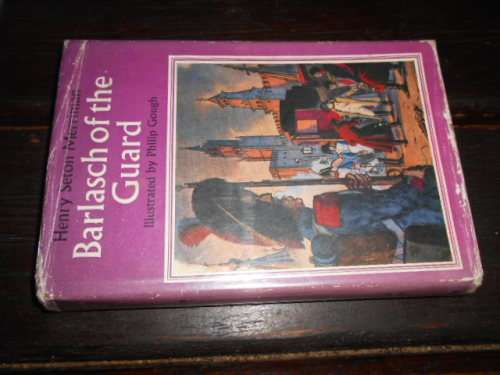 Henry Seton Merriman
Barlasch of the
Guard
Illustrated by Philip Gough